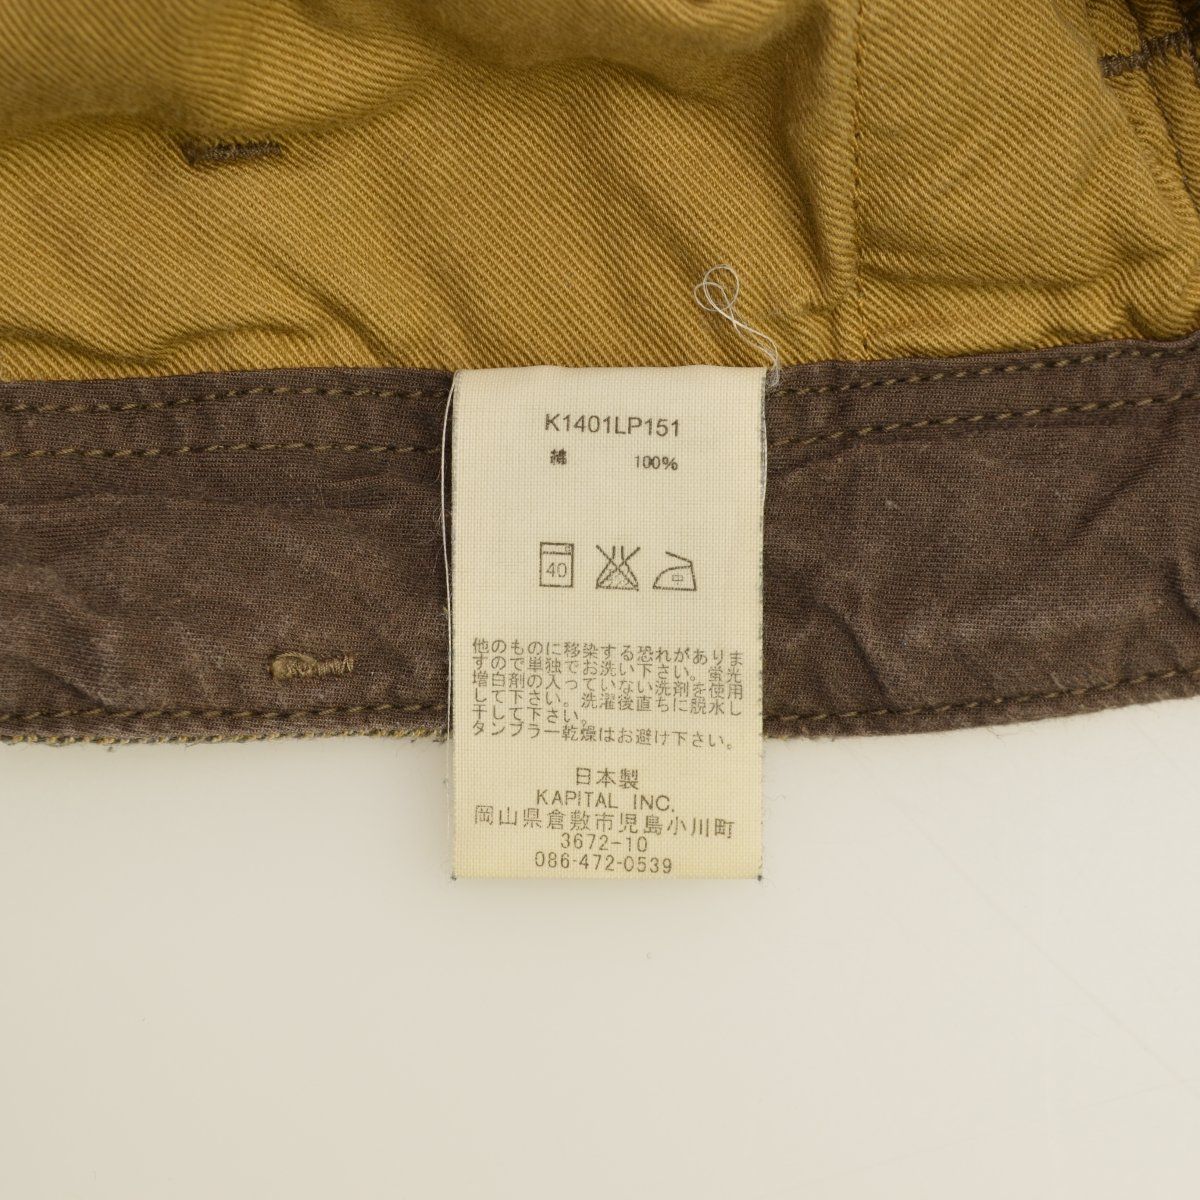 K1401LP151
綿 100%
40
他のものに移染する恐れがありま
すので単独でお洗い下さい。蛍光
増白剤の入っていない洗剤を使用
して下さい。洗濯後直ちに脱水し
干して下さい。
タンブラー乾燥はお避け下さい。
日本製
KAPITAL INC.
岡山県倉敷市児島小川町
3672-10
086-472-0539